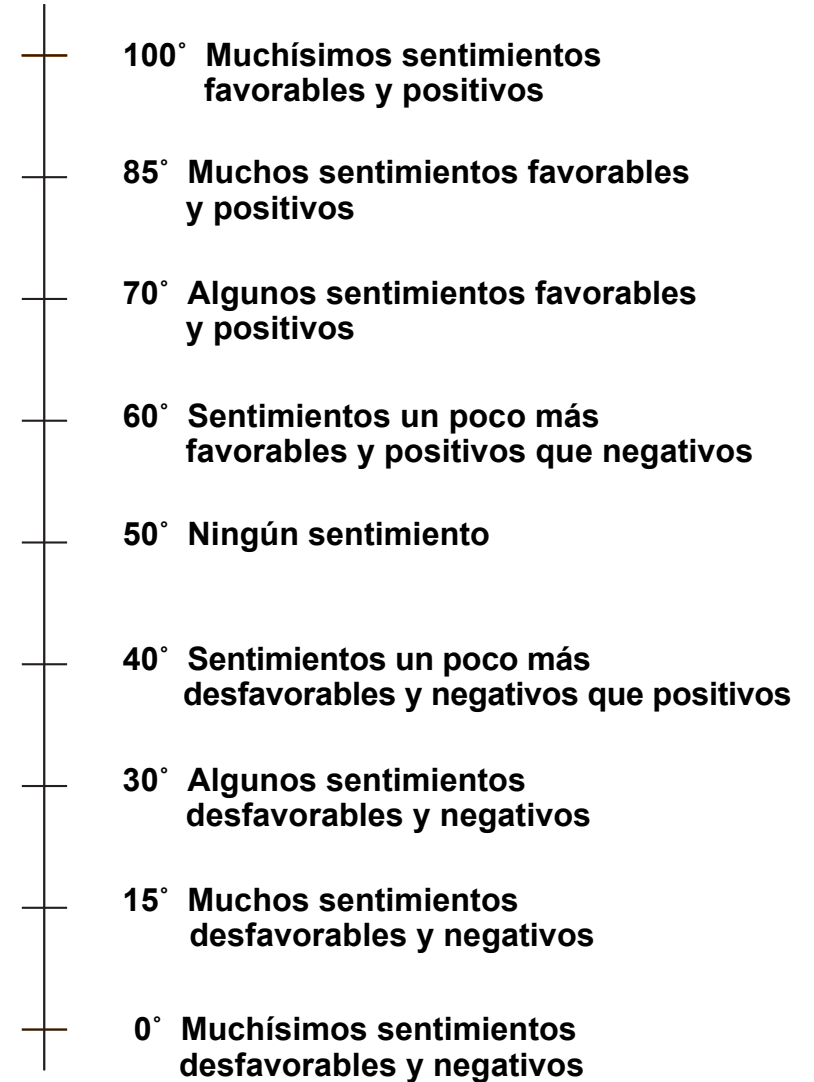 100˚ Muchísimos sentimientos
favorables y positivos
85˚ Muchos sentimientos favorables
y positivos
70˚ Algunos sentimientos favorables
y positivos
60˚ Sentimientos un poco más
favorables y positivos que negativos
50˚ Ningún sentimiento
40˚ Sentimientos un poco más
desfavorables y negativos que positivos
30˚ Algunos sentimientos
desfavorables y negativos
15˚ Muchos sentimientos
desfavorables y negativos
0˚ Muchísimos sentimientos
desfavorables y negativos